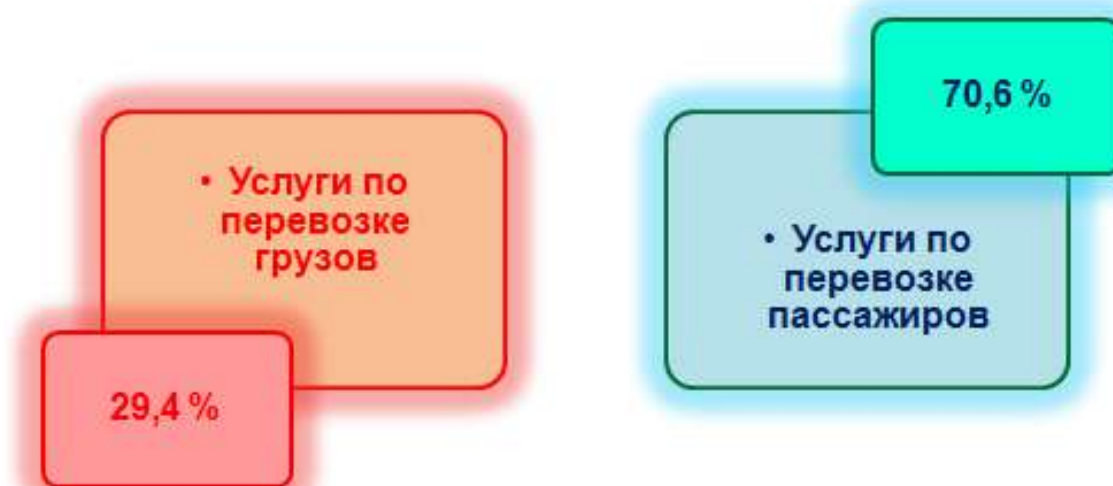 • Услуги по
перевозке
грузов
29,4 %
70,6 %
• Услуги по
перевозке
пассажиров